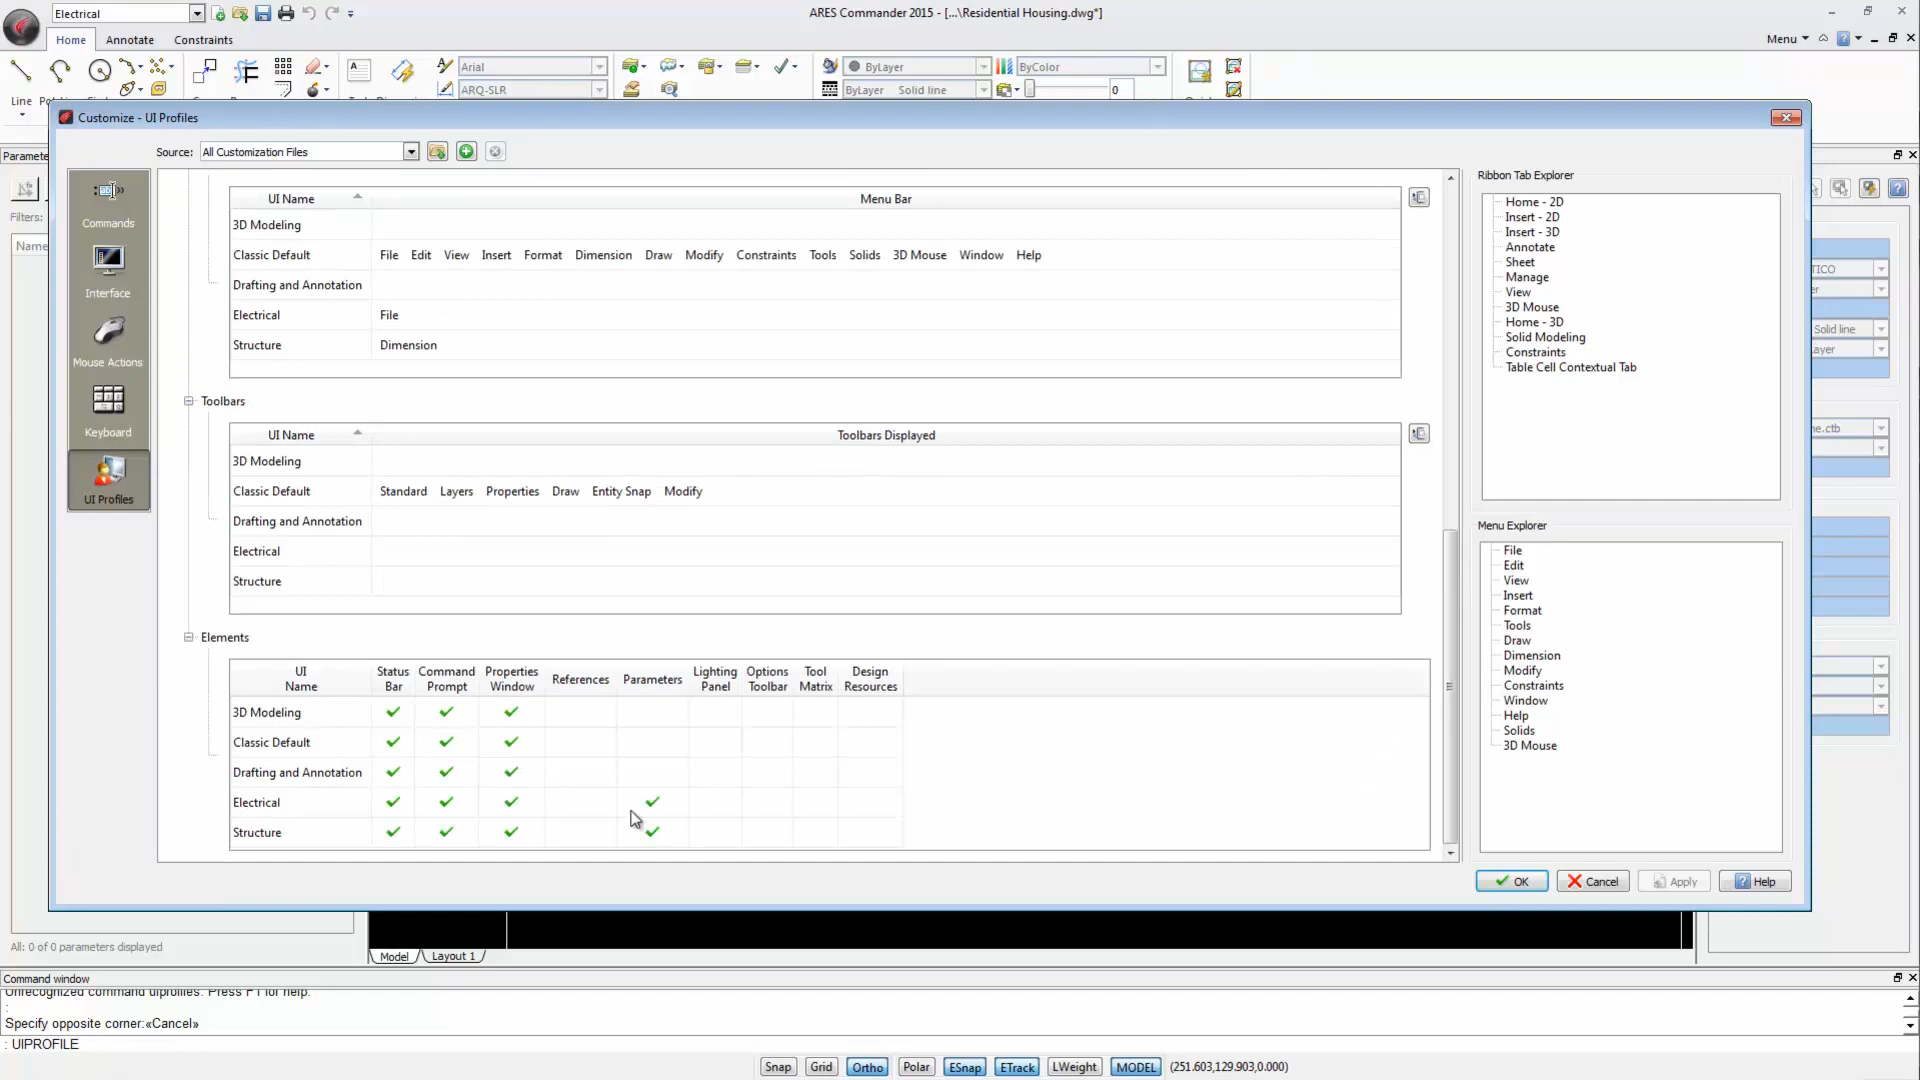 Electrical
ARES Commander 2015 - [...\Residential Housing.dwg*]
Home Annotate Constraints
Menu
Arial
ByLayer
ByColor
ARQ-SLR
ByLayer Solid line
0
Line
Customize - UI Profiles
Source: All Customization Files
Filters:
Name
Commands
Interface
Mouse Actions
Keyboard
UI Profiles
UI Name Menu Bar
3D Modeling
Classic Default File Edit View Insert Format Dimension Draw Modify Constraints Tools Solids 3D Mouse Window Help
Drafting and Annotation
Electrical File
Structure Dimension
Toolbars
UI Name Toolbars Displayed
3D Modeling
Classic Default Standard Layers Properties Draw Entity Snap Modify
Drafting and Annotation
Electrical
Structure
Elements
UI Name Status Bar Command Prompt Properties Window References Parameters Lighting Panel Options Toolbar Tool Matrix Design Resources
3D Modeling
Classic Default
Drafting and Annotation
Electrical
Structure
Ribbon Tab Explorer
Home - 2D
Insert - 2D
Insert - 3D
Annotate
Sheet
Manage
View
3D Mouse
Home - 3D
Solid Modeling
Constraints
Table Cell Contextual Tab
Menu Explorer
File
Edit
View
Insert
Format
Tools
Draw
Dimension
Modify
Constraints
Window
Help
Solids
3D Mouse
OK Cancel Apply Help
Solid line
All: 0 of 0 parameters displayed
Model Layout 1
Command window
Unrecognized command uiprofiles. Press F1 for help.
:
Specify opposite corner:«Cancel»
: UIPROFILE
Snap Grid Ortho Polar ESnap ETrack LWeight MODEL (251.603,129.903,0.000)